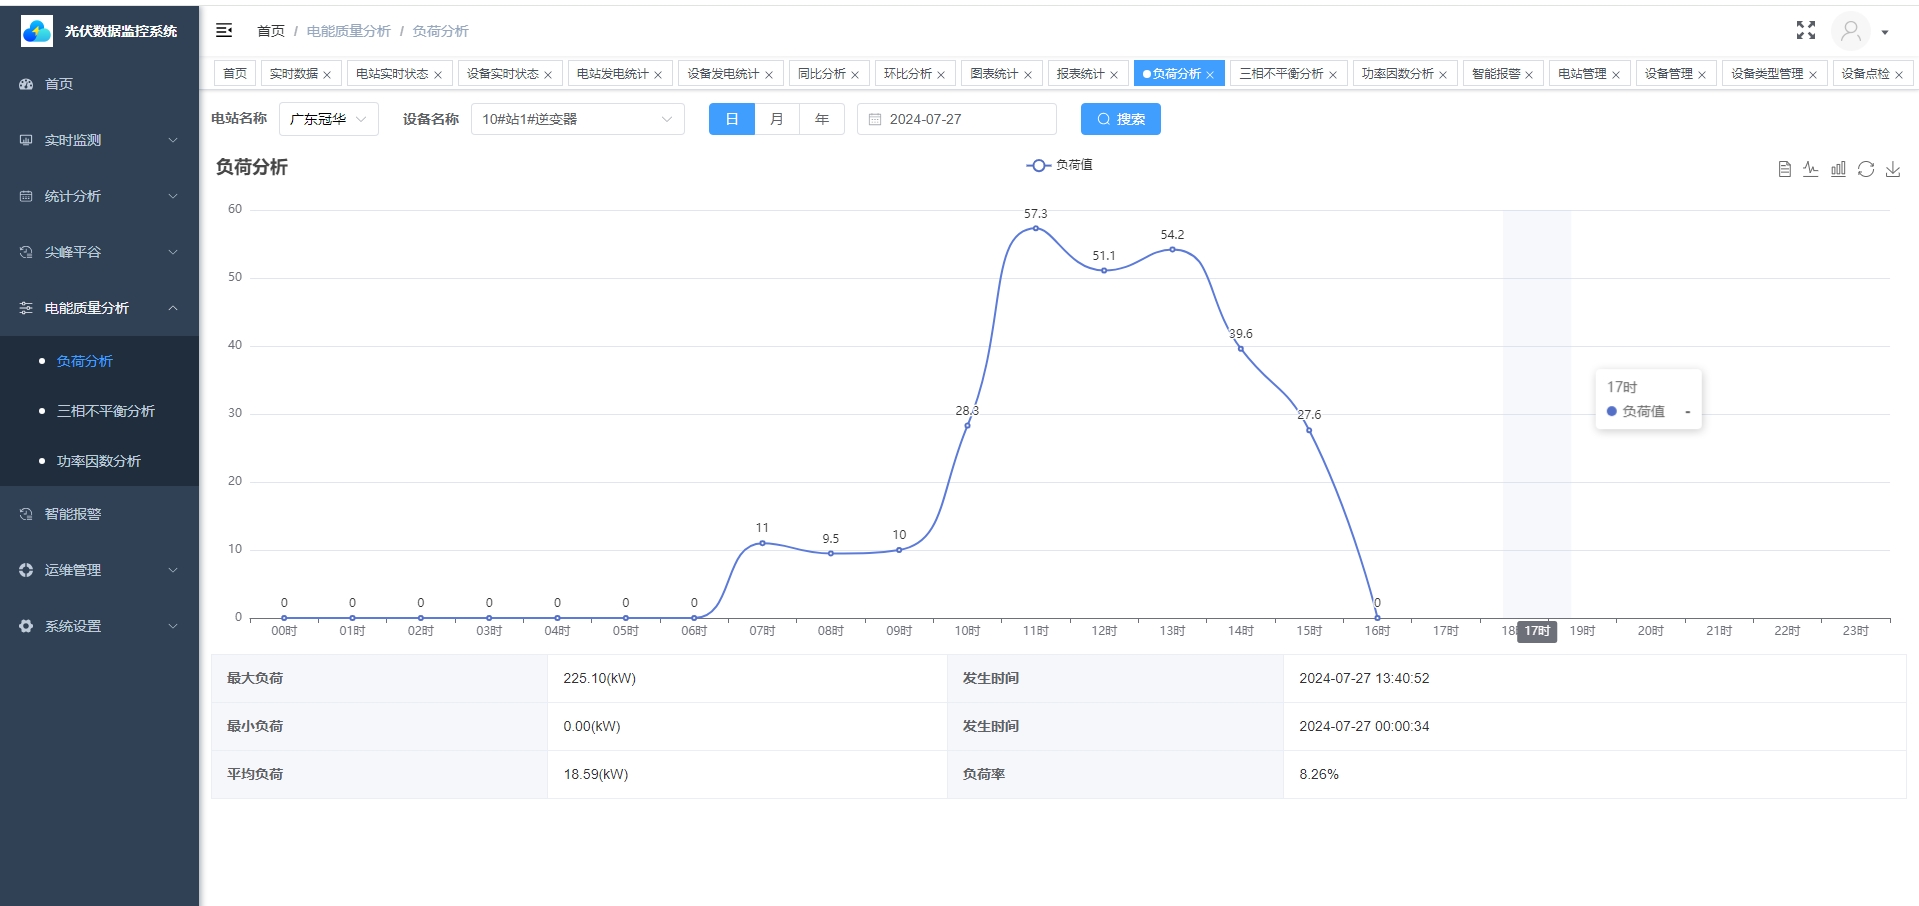 光伏数据监控系统
首页 / 电能质量分析 / 负荷分析
首页 实时数据 × 电站实时状态 × 设备实时状态 × 电站发电统计 × 设备发电统计 × 同比分析 × 环比分析 × 图表统计 × 报表统计 × 负荷分析 × 三相不平衡分析 × 功率因数分析 × 智能报警 × 电站管理 × 设备管理 × 设备类型管理 × 设备点检 ×
首页
实时监测
统计分析
尖峰平谷
电能质量分析
负荷分析
三相不平衡分析
功率因数分析
智能报警
运维管理
系统设置
电站名称 广东冠华 设备名称 10#站1#逆变器 日 月 年 2024-07-27 搜索
负荷分析
负荷值
60
50
40
30
20
10
0
0 0 0 0 0 0 0 11 9.5 10 28.3 57.3 51.1 54.2 39.6 27.6 0
17时
负荷值 -
00时 01时 02时 03时 04时 05时 06时 07时 08时 09时 10时 11时 12时 13时 14时 15时 16时 17时 18 17时 19时 20时 21时 22时 23时
最大负荷 225.10(kW) 发生时间 2024-07-27 13:40:52
最小负荷 0.00(kW) 发生时间 2024-07-27 00:00:34
平均负荷 18.59(kW) 负荷率 8.26%